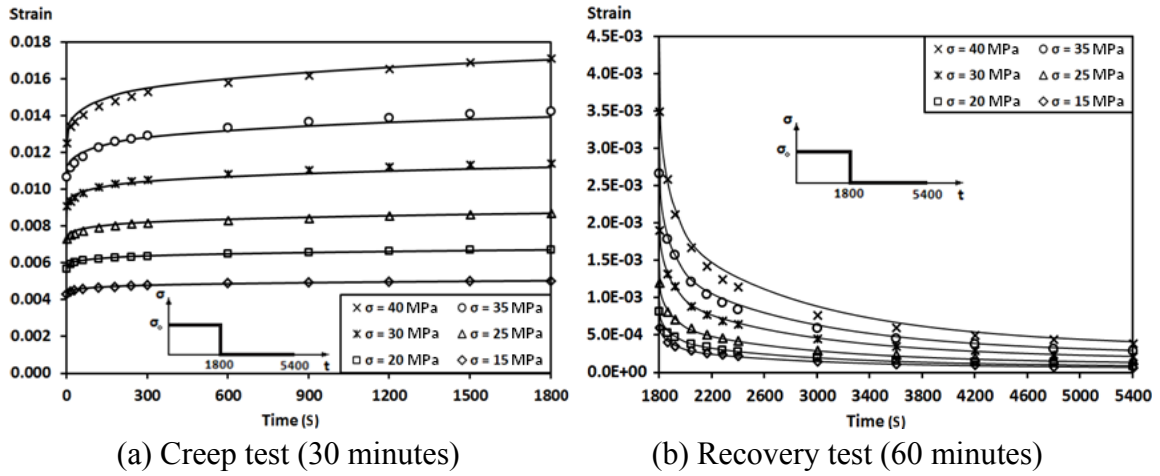 Strain
0.018
0.016
0.014
0.012
0.010
0.008
0.006
0.004
0.002
0.000
0 300 600 900 1200 1500 1800
Time (S)
σ
σₒ
1800 5400 t
σ = 40 MPa σ = 35 MPa
σ = 30 MPa σ = 25 MPa
σ = 20 MPa σ = 15 MPa
(a) Creep test (30 minutes)
Strain
4.5E-03
4.0E-03
3.5E-03
3.0E-03
2.5E-03
2.0E-03
1.5E-03
1.0E-03
5.0E-04
0.0E+00
1800 2200 2600 3000 3400 3800 4200 4600 5000 5400
Time (S)
σ = 40 MPa σ = 35 MPa
σ = 30 MPa σ = 25 MPa
σ = 20 MPa σ = 15 MPa
σ
σₒ
1800 5400 t
(b) Recovery test (60 minutes)